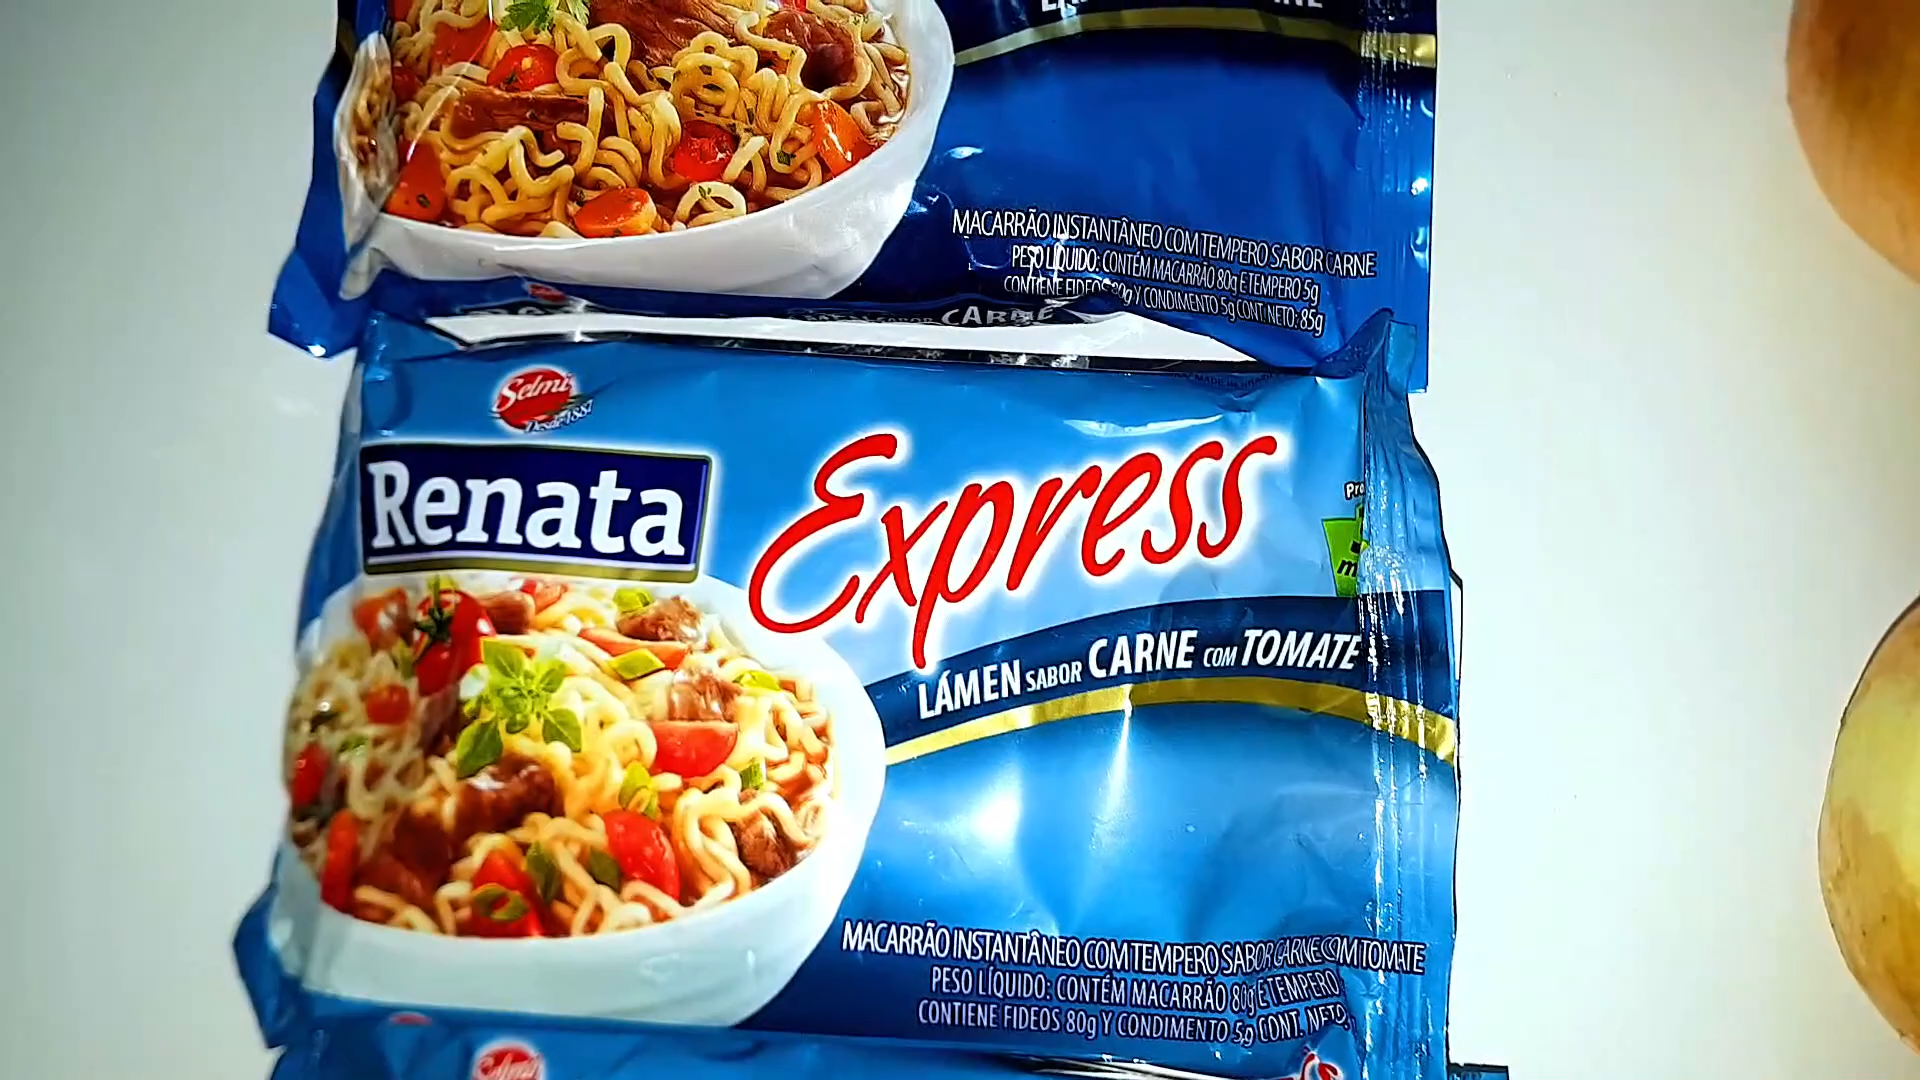 MACARRÃO INSTANTÂNEO COM TEMPERO SABOR CARNE
PESO LÍQUIDO: CONTÉM MACARRÃO 80g E TEMPERO 5g
CONTIENE FIDEOS 80g Y CONDIMENTO 5g CONT. NETO: 85g
SABOR CARNE
Selmi
Desde 1887
Renata
Express
LÁMEN SABOR CARNE COM TOMATE
MACARRÃO INSTANTÂNEO COM TEMPERO SABOR CARNE COM TOMATE
PESO LÍQUIDO: CONTÉM MACARRÃO 80g E TEMPERO
CONTIENE FIDEOS 80g Y CONDIMENTO 5g CONT. NETO:
Selmi